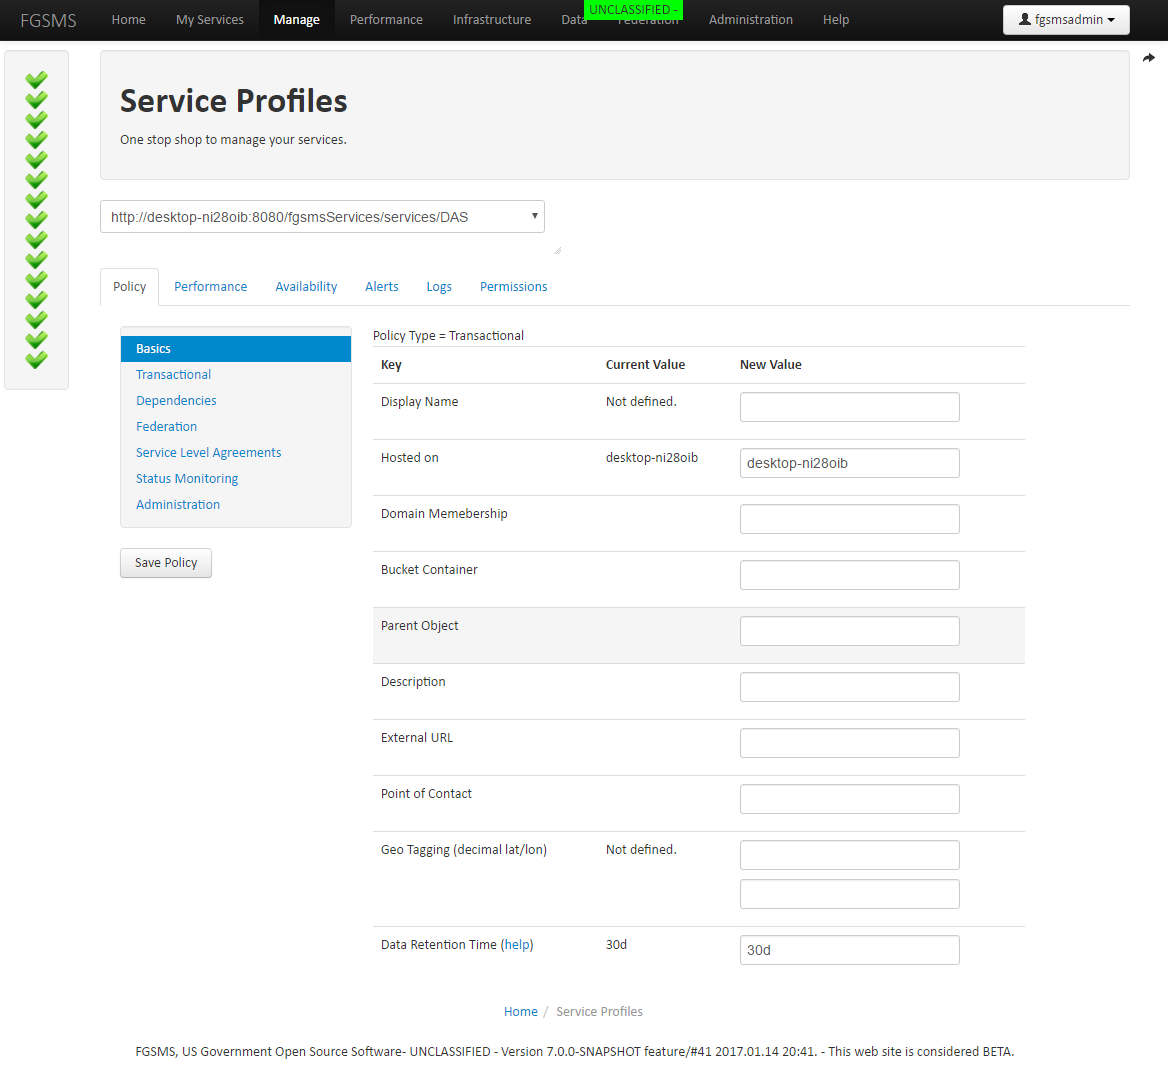 FGSMS Home My Services Manage Performance Infrastructure Data Federation Administration Help fgsmsadmin
UNCLASSIFIED -
Service Profiles
One stop shop to manage your services.
http://desktop-ni28oib:8080/fgsmsServices/services/DAS
Policy Performance Availability Alerts Logs Permissions
Basics
Transactional
Dependencies
Federation
Service Level Agreements
Status Monitoring
Administration
Save Policy
Policy Type = Transactional
Key Current Value New Value
Display Name Not defined.
Hosted on desktop-ni28oib desktop-ni28oib
Domain Memebership
Bucket Container
Parent Object
Description
External URL
Point of Contact
Geo Tagging (decimal lat/lon) Not defined.
Data Retention Time (help) 30d 30d
Home / Service Profiles
FGSMS, US Government Open Source Software- UNCLASSIFIED - Version 7.0.0-SNAPSHOT feature/#41 2017.01.14 20:41. - This web site is considered BETA.